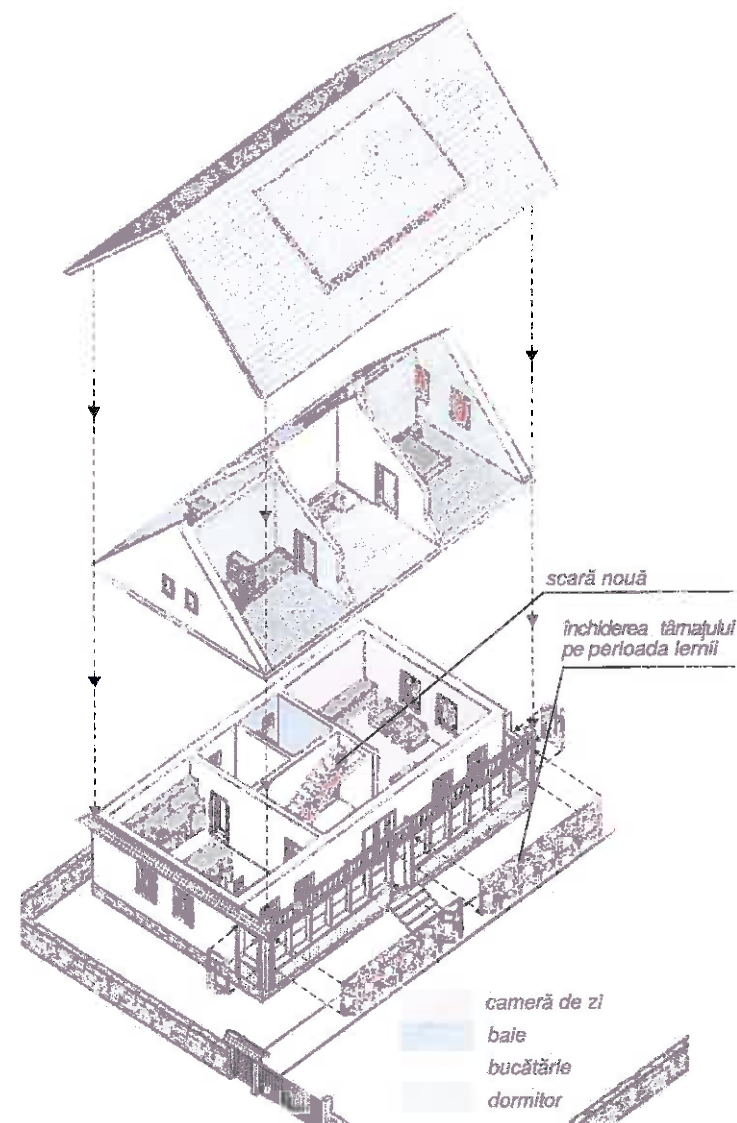 scară nouă
închiderea târnaţului
pe perioada iernii
cameră de zi
baie
bucătărie
dormitor